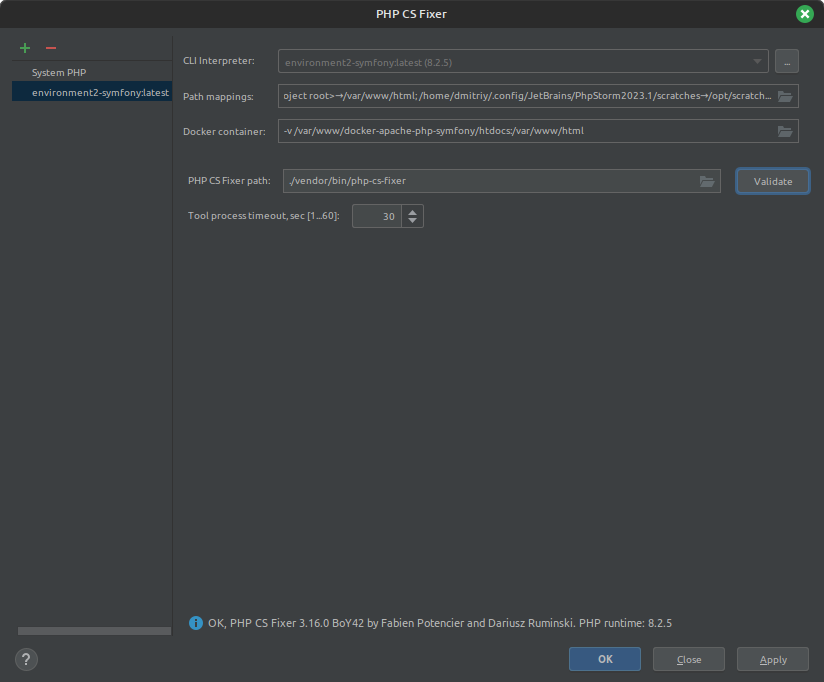 PHP CS Fixer
System PHP
environment2-symfony:latest
CLI Interpreter:
environment2-symfony:latest (8.2.5)
...
Path mappings:
oject root>→/var/www/html;/home/dmitriy/.config/JetBrains/PhpStorm2023.1/scratches→/opt/scratch...
Docker container:
-v /var/www/docker-apache-php-symfony/htdocs:/var/www/html
PHP CS Fixer path:
./vendor/bin/php-cs-fixer
Validate
Tool process timeout, sec [1...60]:
30
OK, PHP CS Fixer 3.16.0 BoY42 by Fabien Potencier and Dariusz Ruminski. PHP runtime: 8.2.5
?
OK
Close
Apply